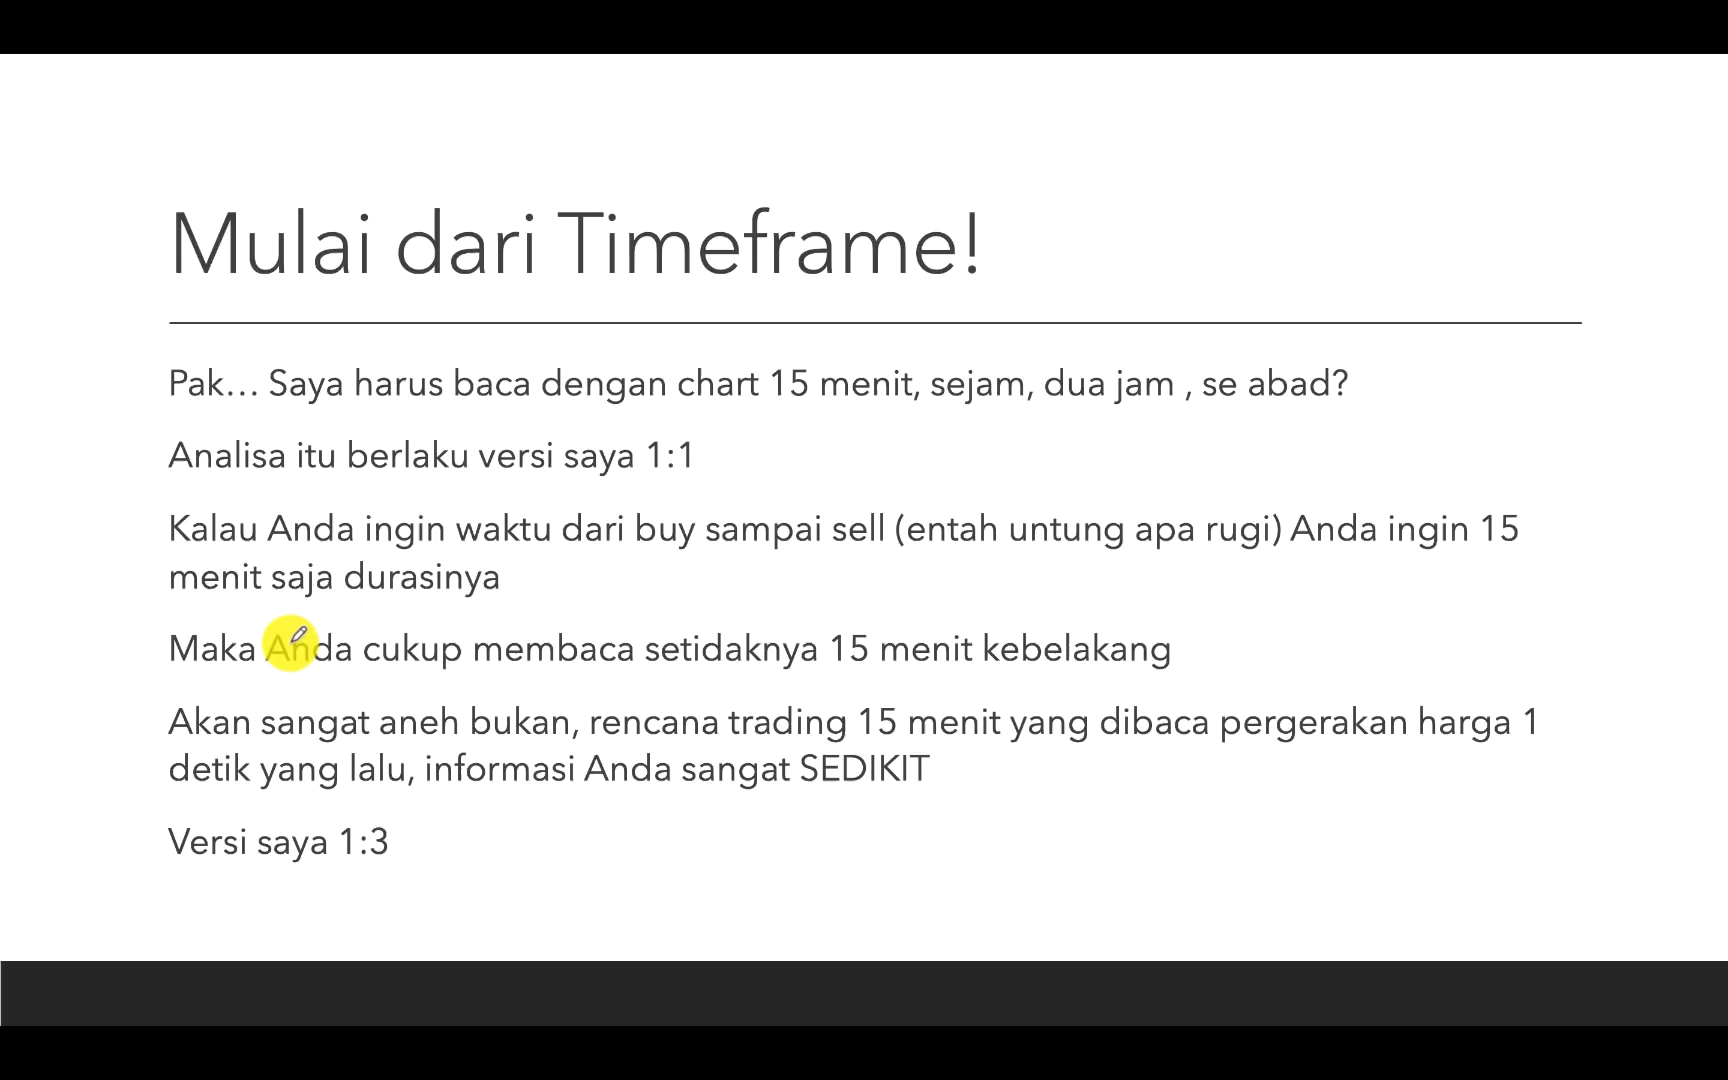 Mulai dari Timeframe!
Pak... Saya harus baca dengan chart 15 menit, sejam, dua jam , se abad?
Analisa itu berlaku versi saya 1:1
Kalau Anda ingin waktu dari buy sampai sell (entah untung apa rugi) Anda ingin 15
menit saja durasinya
Maka Anda cukup membaca setidaknya 15 menit kebelakang
Akan sangat aneh bukan, rencana trading 15 menit yang dibaca pergerakan harga 1
detik yang lalu, informasi Anda sangat SEDIKIT
Versi saya 1:3